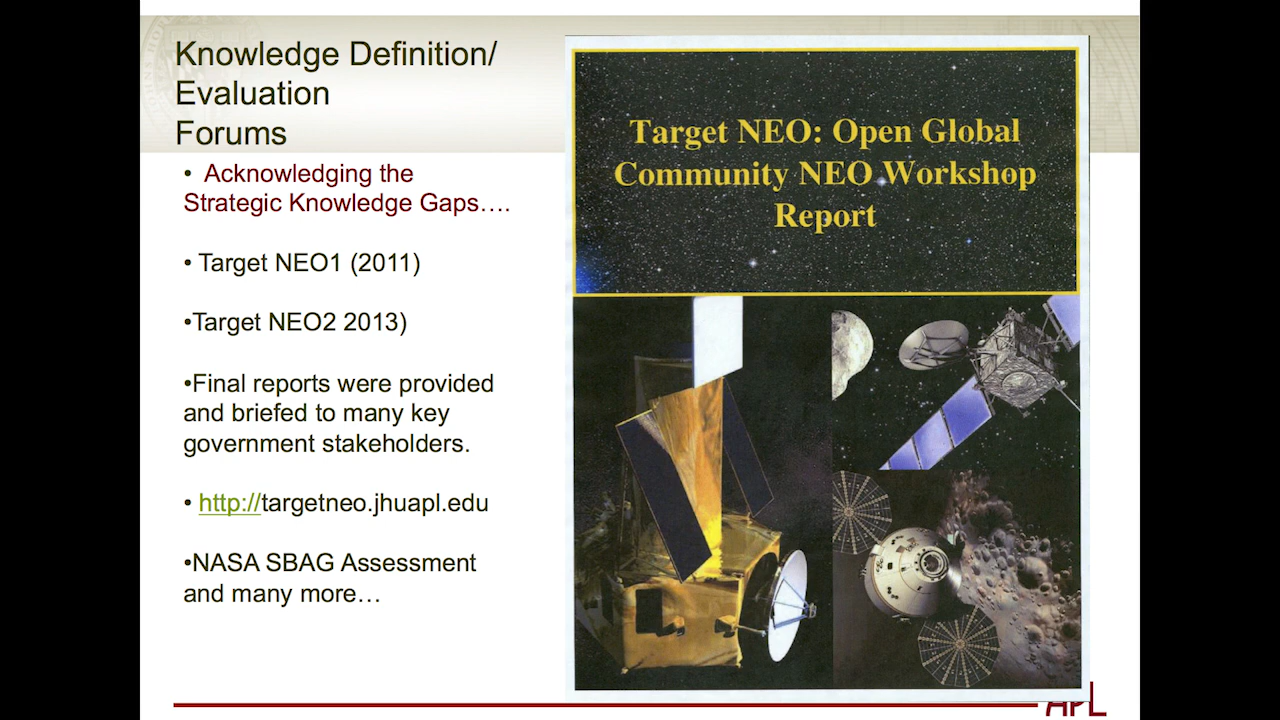 Knowledge Definition/
Evaluation
Forums
• Acknowledging the
Strategic Knowledge Gaps….
• Target NEO1 (2011)
•Target NEO2 2013)
•Final reports were provided
and briefed to many key
government stakeholders.
• http://targetneo.jhuapl.edu
•NASA SBAG Assessment
and many more…
Target NEO: Open Global
Community NEO Workshop
Report
APL